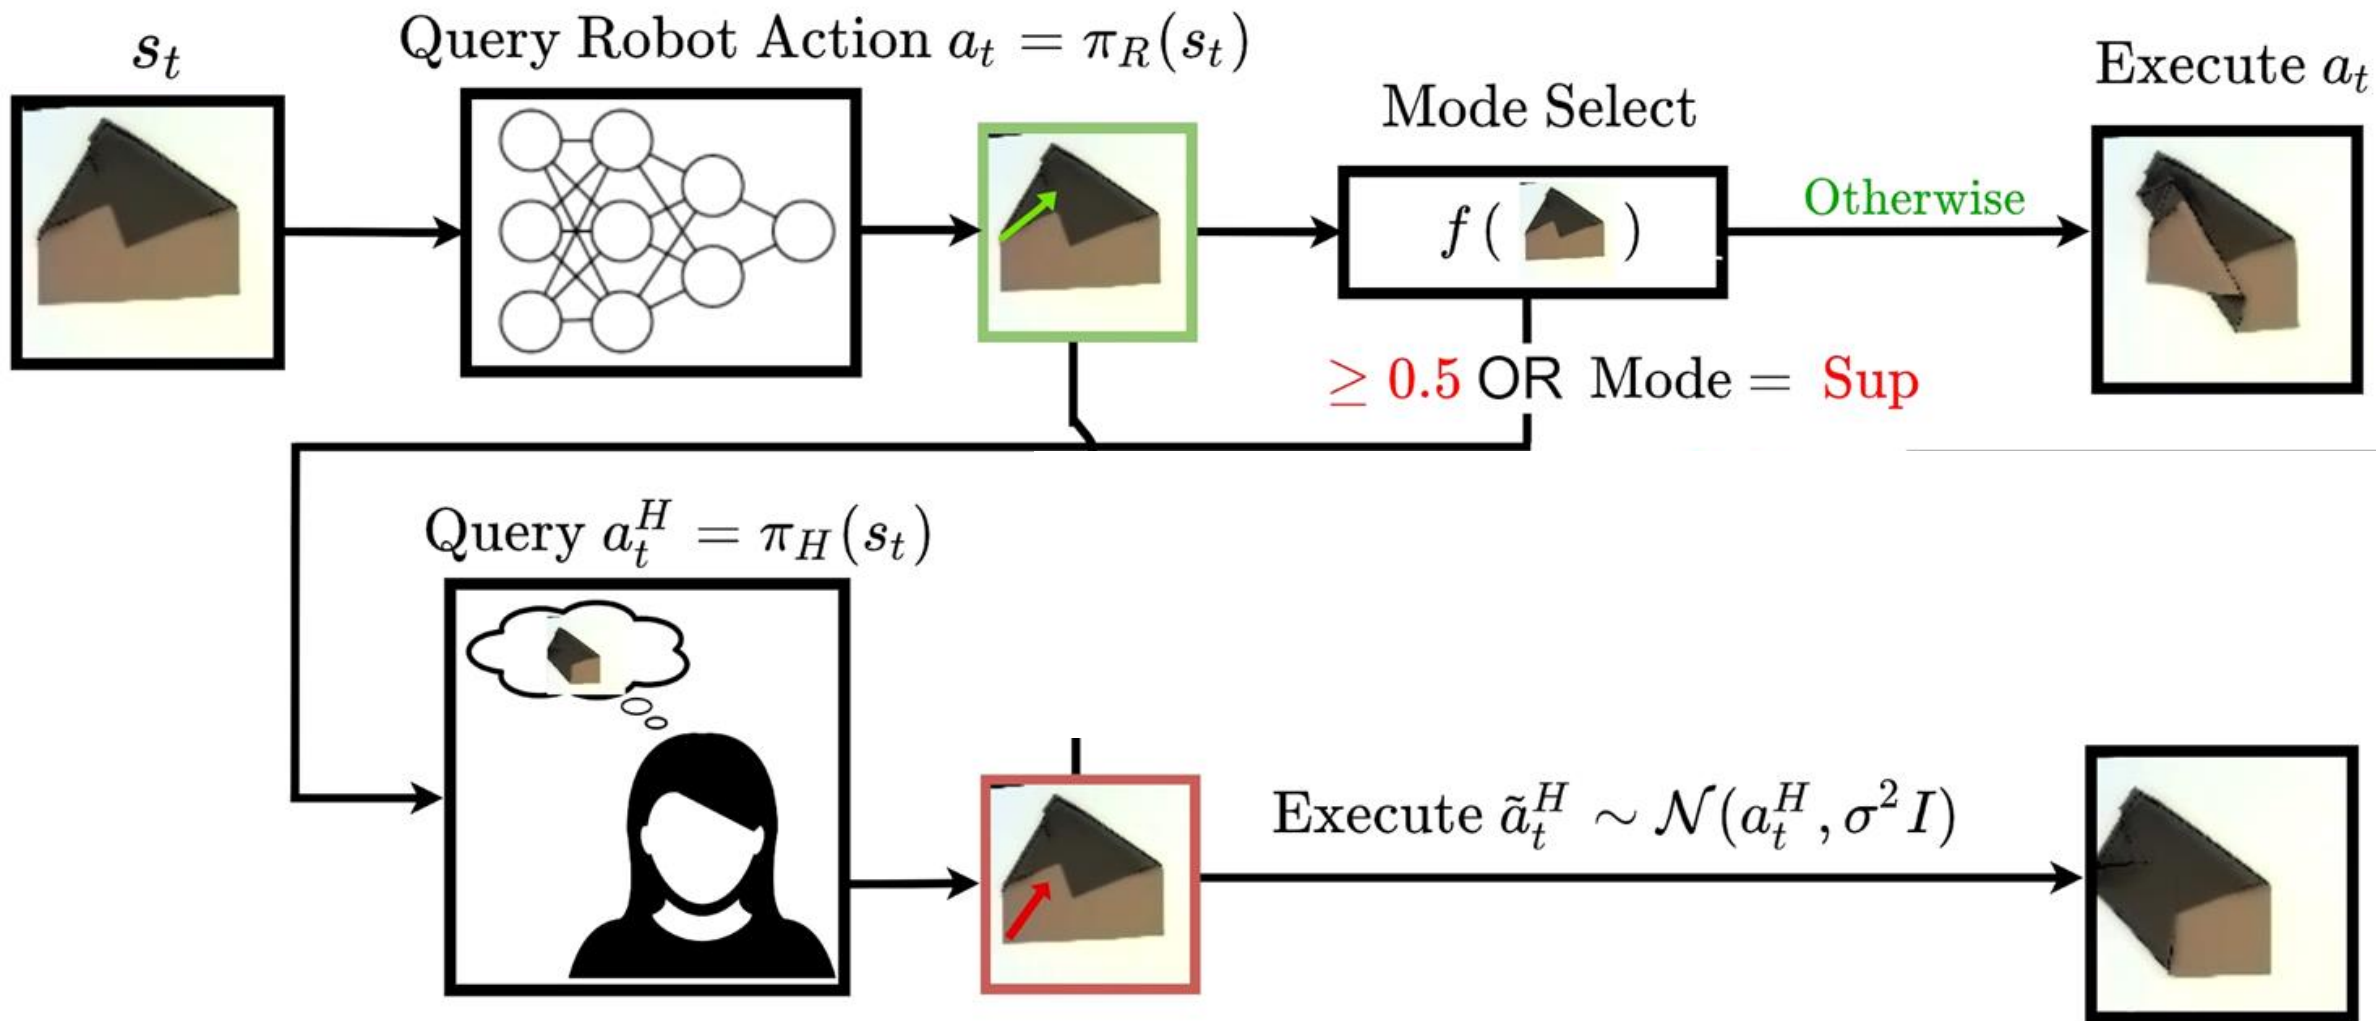 s_t
Query Robot Action a_t = π_R(s_t)
Mode Select
f( )
Otherwise
Execute a_t
≥ 0.5 OR Mode = Sup
Query a_t^H = π_H(s_t)
Execute ã_t^H ∼ 𝒩(a_t^H, σ^2 I)